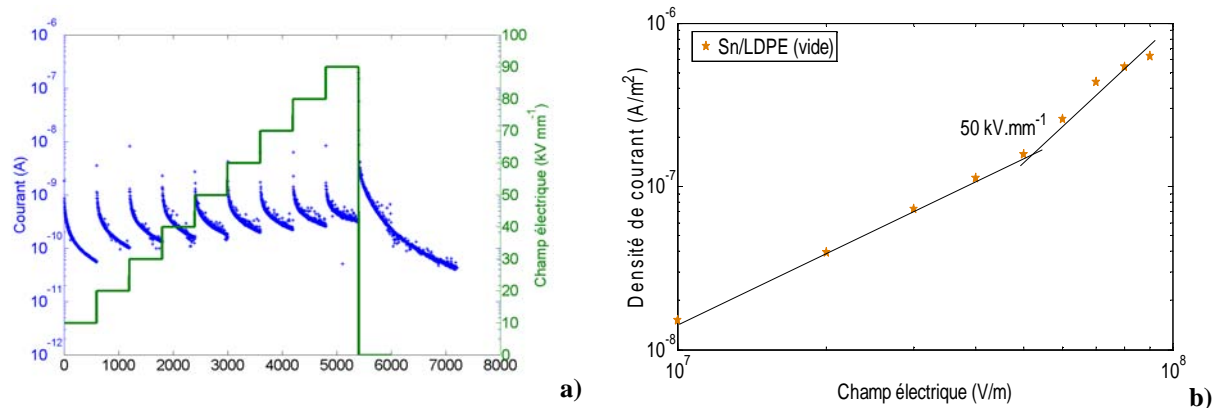 10⁻⁶
10⁻⁷
10⁻⁸
10⁻⁹
10⁻¹⁰
10⁻¹¹
10⁻¹²
Courant (A)
100
90
80
70
60
50
40
30
20
10
0
Champ électrique (kV mm⁻¹)
0 1000 2000 3000 4000 5000 6000 7000 8000
a)
10⁻⁶
10⁻⁷
10⁻⁸
Densité de courant (A/m²)
Sn/LDPE (vide)
50 kV.mm⁻¹
10⁷ 10⁸
Champ électrique (V/m)
b)